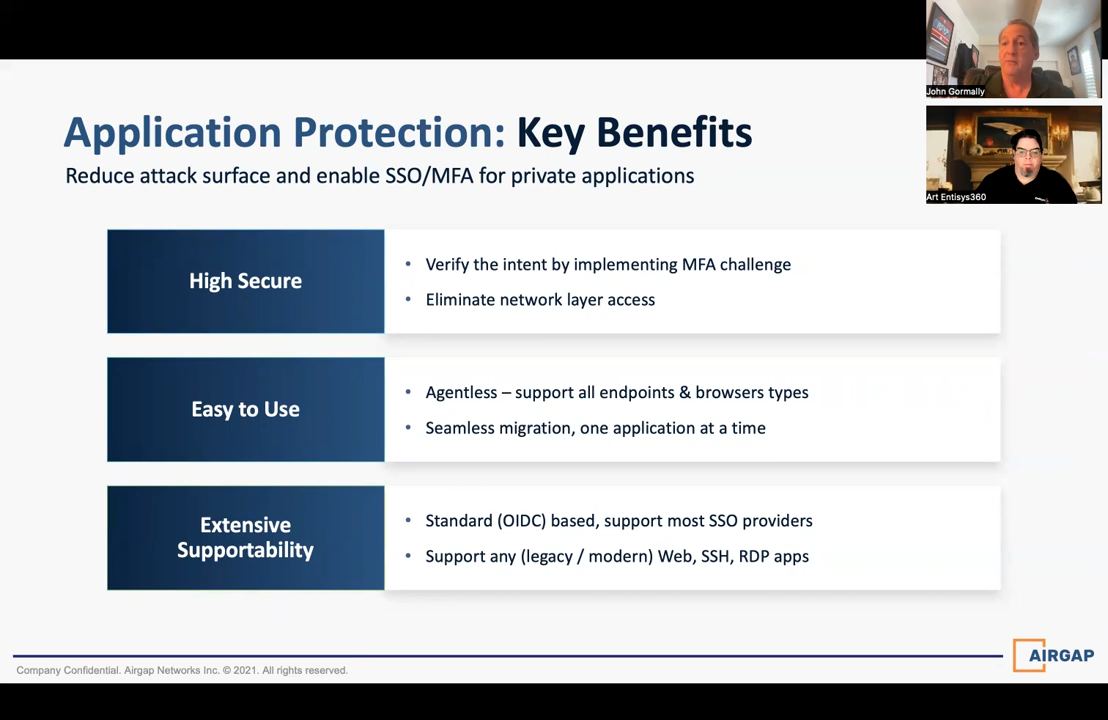 John Gormally
Art Entisys360
Application Protection: Key Benefits
Reduce attack surface and enable SSO/MFA for private applications
High Secure
• Verify the intent by implementing MFA challenge
• Eliminate network layer access
Easy to Use
• Agentless – support all endpoints & browsers types
• Seamless migration, one application at a time
Extensive
Supportability
• Standard (OIDC) based, support most SSO providers
• Support any (legacy / modern) Web, SSH, RDP apps
Company Confidential. Airgap Networks Inc. © 2021. All rights reserved.
AIRGAP